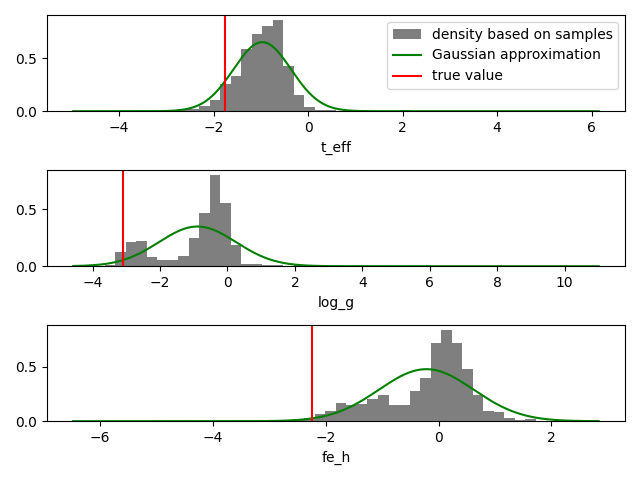 density based on samples
Gaussian approximation
true value
0.5
0.0
−4 −2 0 2 4 6
t_eff
0.5
0.0
−4 −2 0 2 4 6 8 10
log_g
0.5
0.0
−6 −4 −2 0 2
fe_h